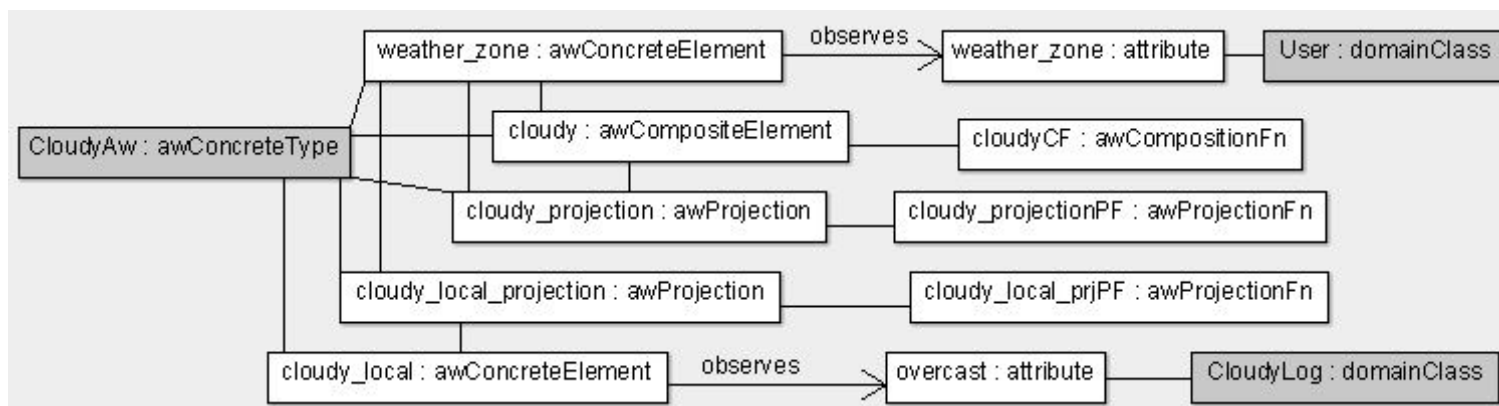 weather_zone : awConcreteElement
observes
weather_zone : attribute
User : domainClass
CloudyAw : awConcreteType
cloudy : awCompositeElement
cloudyCF : awCompositionFn
cloudy_projection : awProjection
cloudy_projectionPF : awProjectionFn
cloudy_local_projection : awProjection
cloudy_local_prjPF : awProjectionFn
cloudy_local : awConcreteElement
observes
overcast : attribute
CloudyLog : domainClass